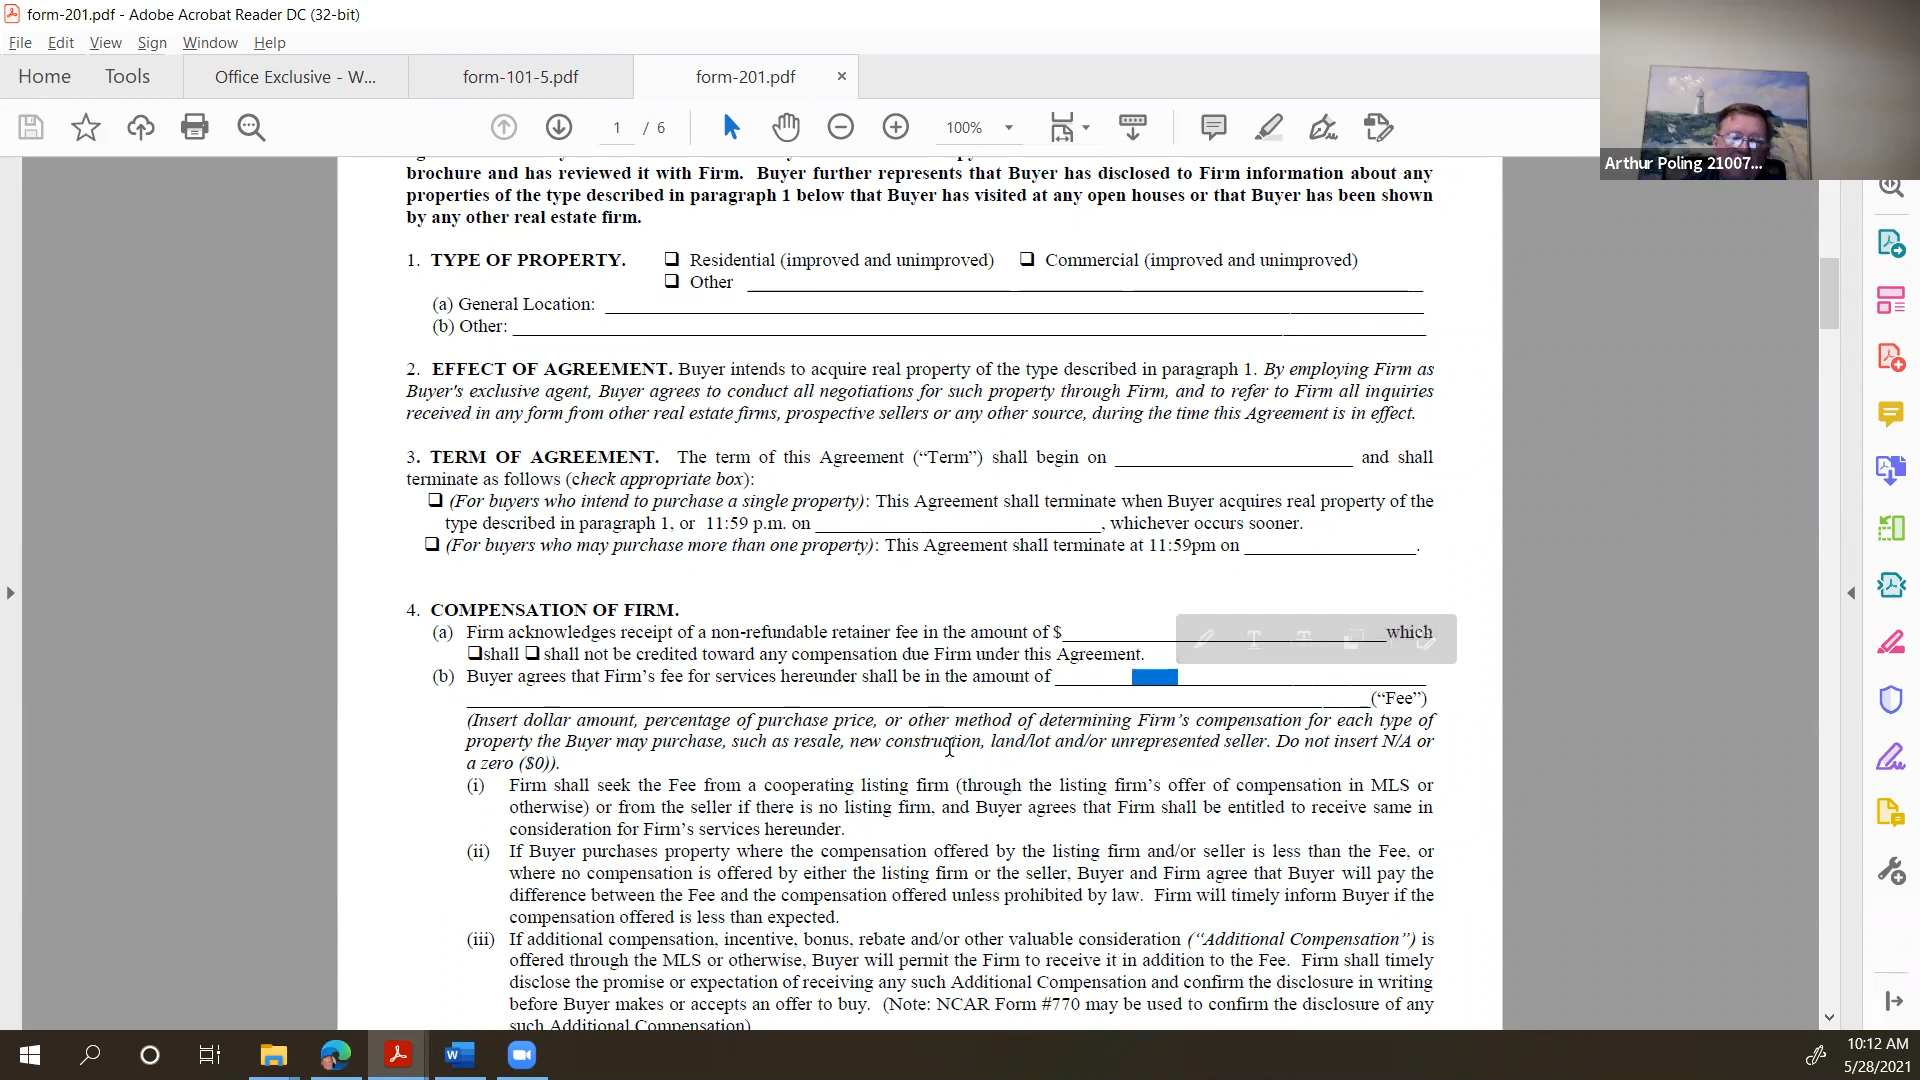 form-201.pdf - Adobe Acrobat Reader DC (32-bit)
File Edit View Sign Window Help
Home Tools Office Exclusive - W... form-101-5.pdf form-201.pdf
1 / 6 100%
Arthur Poling 21007...
brochure and has reviewed it with Firm. Buyer further represents that Buyer has disclosed to Firm information about any
properties of the type described in paragraph 1 below that Buyer has visited at any open houses or that Buyer has been shown
by any other real estate firm.
1. TYPE OF PROPERTY. ❑ Residential (improved and unimproved) ❑ Commercial (improved and unimproved)
❑ Other
(a) General Location:
(b) Other:
2. EFFECT OF AGREEMENT. Buyer intends to acquire real property of the type described in paragraph 1. By employing Firm as
Buyer's exclusive agent, Buyer agrees to conduct all negotiations for such property through Firm, and to refer to Firm all inquiries
received in any form from other real estate firms, prospective sellers or any other source, during the time this Agreement is in effect.
3. TERM OF AGREEMENT. The term of this Agreement (“Term”) shall begin on and shall
terminate as follows (check appropriate box):
❑ (For buyers who intend to purchase a single property): This Agreement shall terminate when Buyer acquires real property of the
type described in paragraph 1, or 11:59 p.m. on , whichever occurs sooner.
❑ (For buyers who may purchase more than one property): This Agreement shall terminate at 11:59pm on .
4. COMPENSATION OF FIRM.
(a) Firm acknowledges receipt of a non-refundable retainer fee in the amount of $ which
❑shall ❑ shall not be credited toward any compensation due Firm under this Agreement.
(b) Buyer agrees that Firm’s fee for services hereunder shall be in the amount of
(“Fee”)
(Insert dollar amount, percentage of purchase price, or other method of determining Firm’s compensation for each type of
property the Buyer may purchase, such as resale, new construction, land/lot and/or unrepresented seller. Do not insert N/A or
a zero ($0)).
(i) Firm shall seek the Fee from a cooperating listing firm (through the listing firm’s offer of compensation in MLS or
otherwise) or from the seller if there is no listing firm, and Buyer agrees that Firm shall be entitled to receive same in
consideration for Firm’s services hereunder.
(ii) If Buyer purchases property where the compensation offered by the listing firm and/or seller is less than the Fee, or
where no compensation is offered by either the listing firm or the seller, Buyer and Firm agree that Buyer will pay the
difference between the Fee and the compensation offered unless prohibited by law. Firm will timely inform Buyer if the
compensation offered is less than expected.
(iii) If additional compensation, incentive, bonus, rebate and/or other valuable consideration (“Additional Compensation”) is
offered through the MLS or otherwise, Buyer will permit the Firm to receive it in addition to the Fee. Firm shall timely
disclose the promise or expectation of receiving any such Additional Compensation and confirm the disclosure in writing
before Buyer makes or accepts an offer to buy. (Note: NCAR Form #770 may be used to confirm the disclosure of any
such Additional Compensation)
10:12 AM
5/28/2021